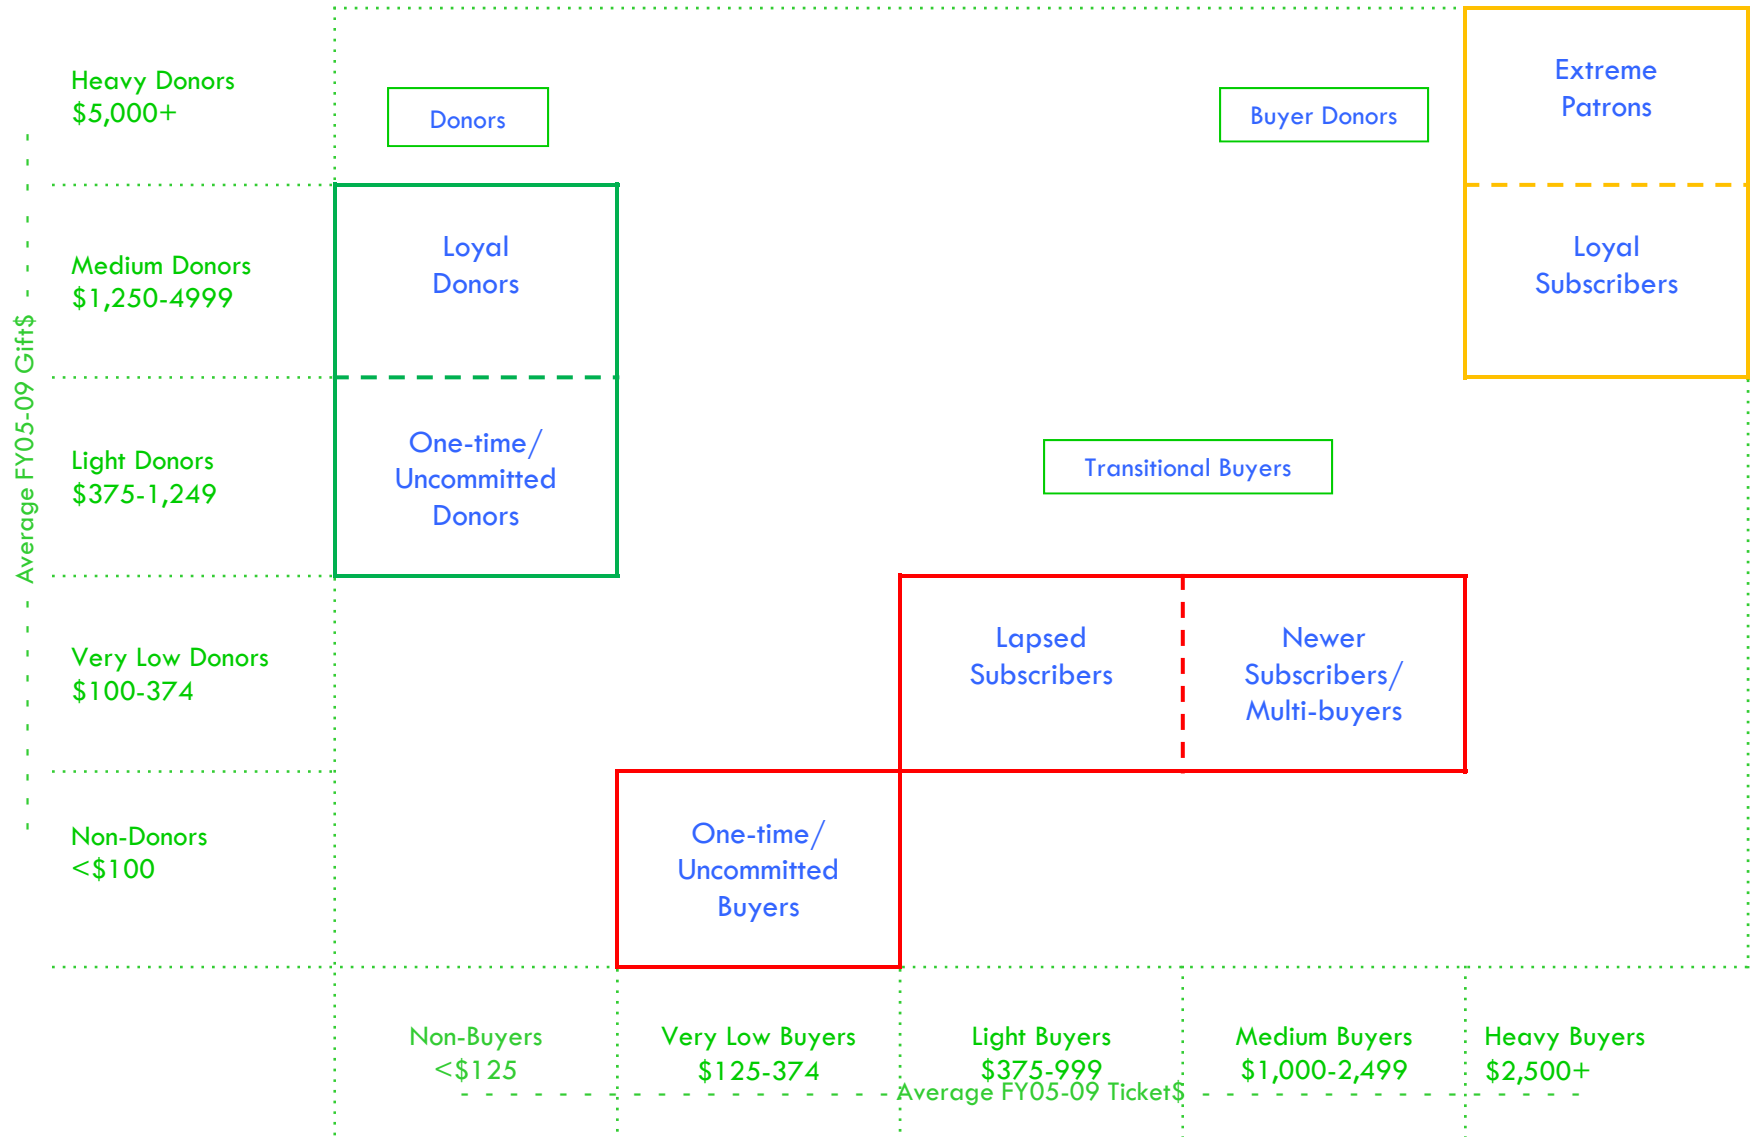 Heavy Donors
$5,000+
Donors
Buyer Donors
Extreme
Patrons
Medium Donors
$1,250-4999
Loyal
Donors
Loyal
Subscribers
Average FY05-09 Gift$
Light Donors
$375-1,249
One-time/
Uncommitted
Donors
Transitional Buyers
Very Low Donors
$100-374
Lapsed
Subscribers
Newer
Subscribers/
Multi-buyers
Non-Donors
<$100
One-time/
Uncommitted
Buyers
Non-Buyers
<$125
Very Low Buyers
$125-374
Light Buyers
$375-999
Medium Buyers
$1,000-2,499
Heavy Buyers
$2,500+
Average FY05-09 Ticket$